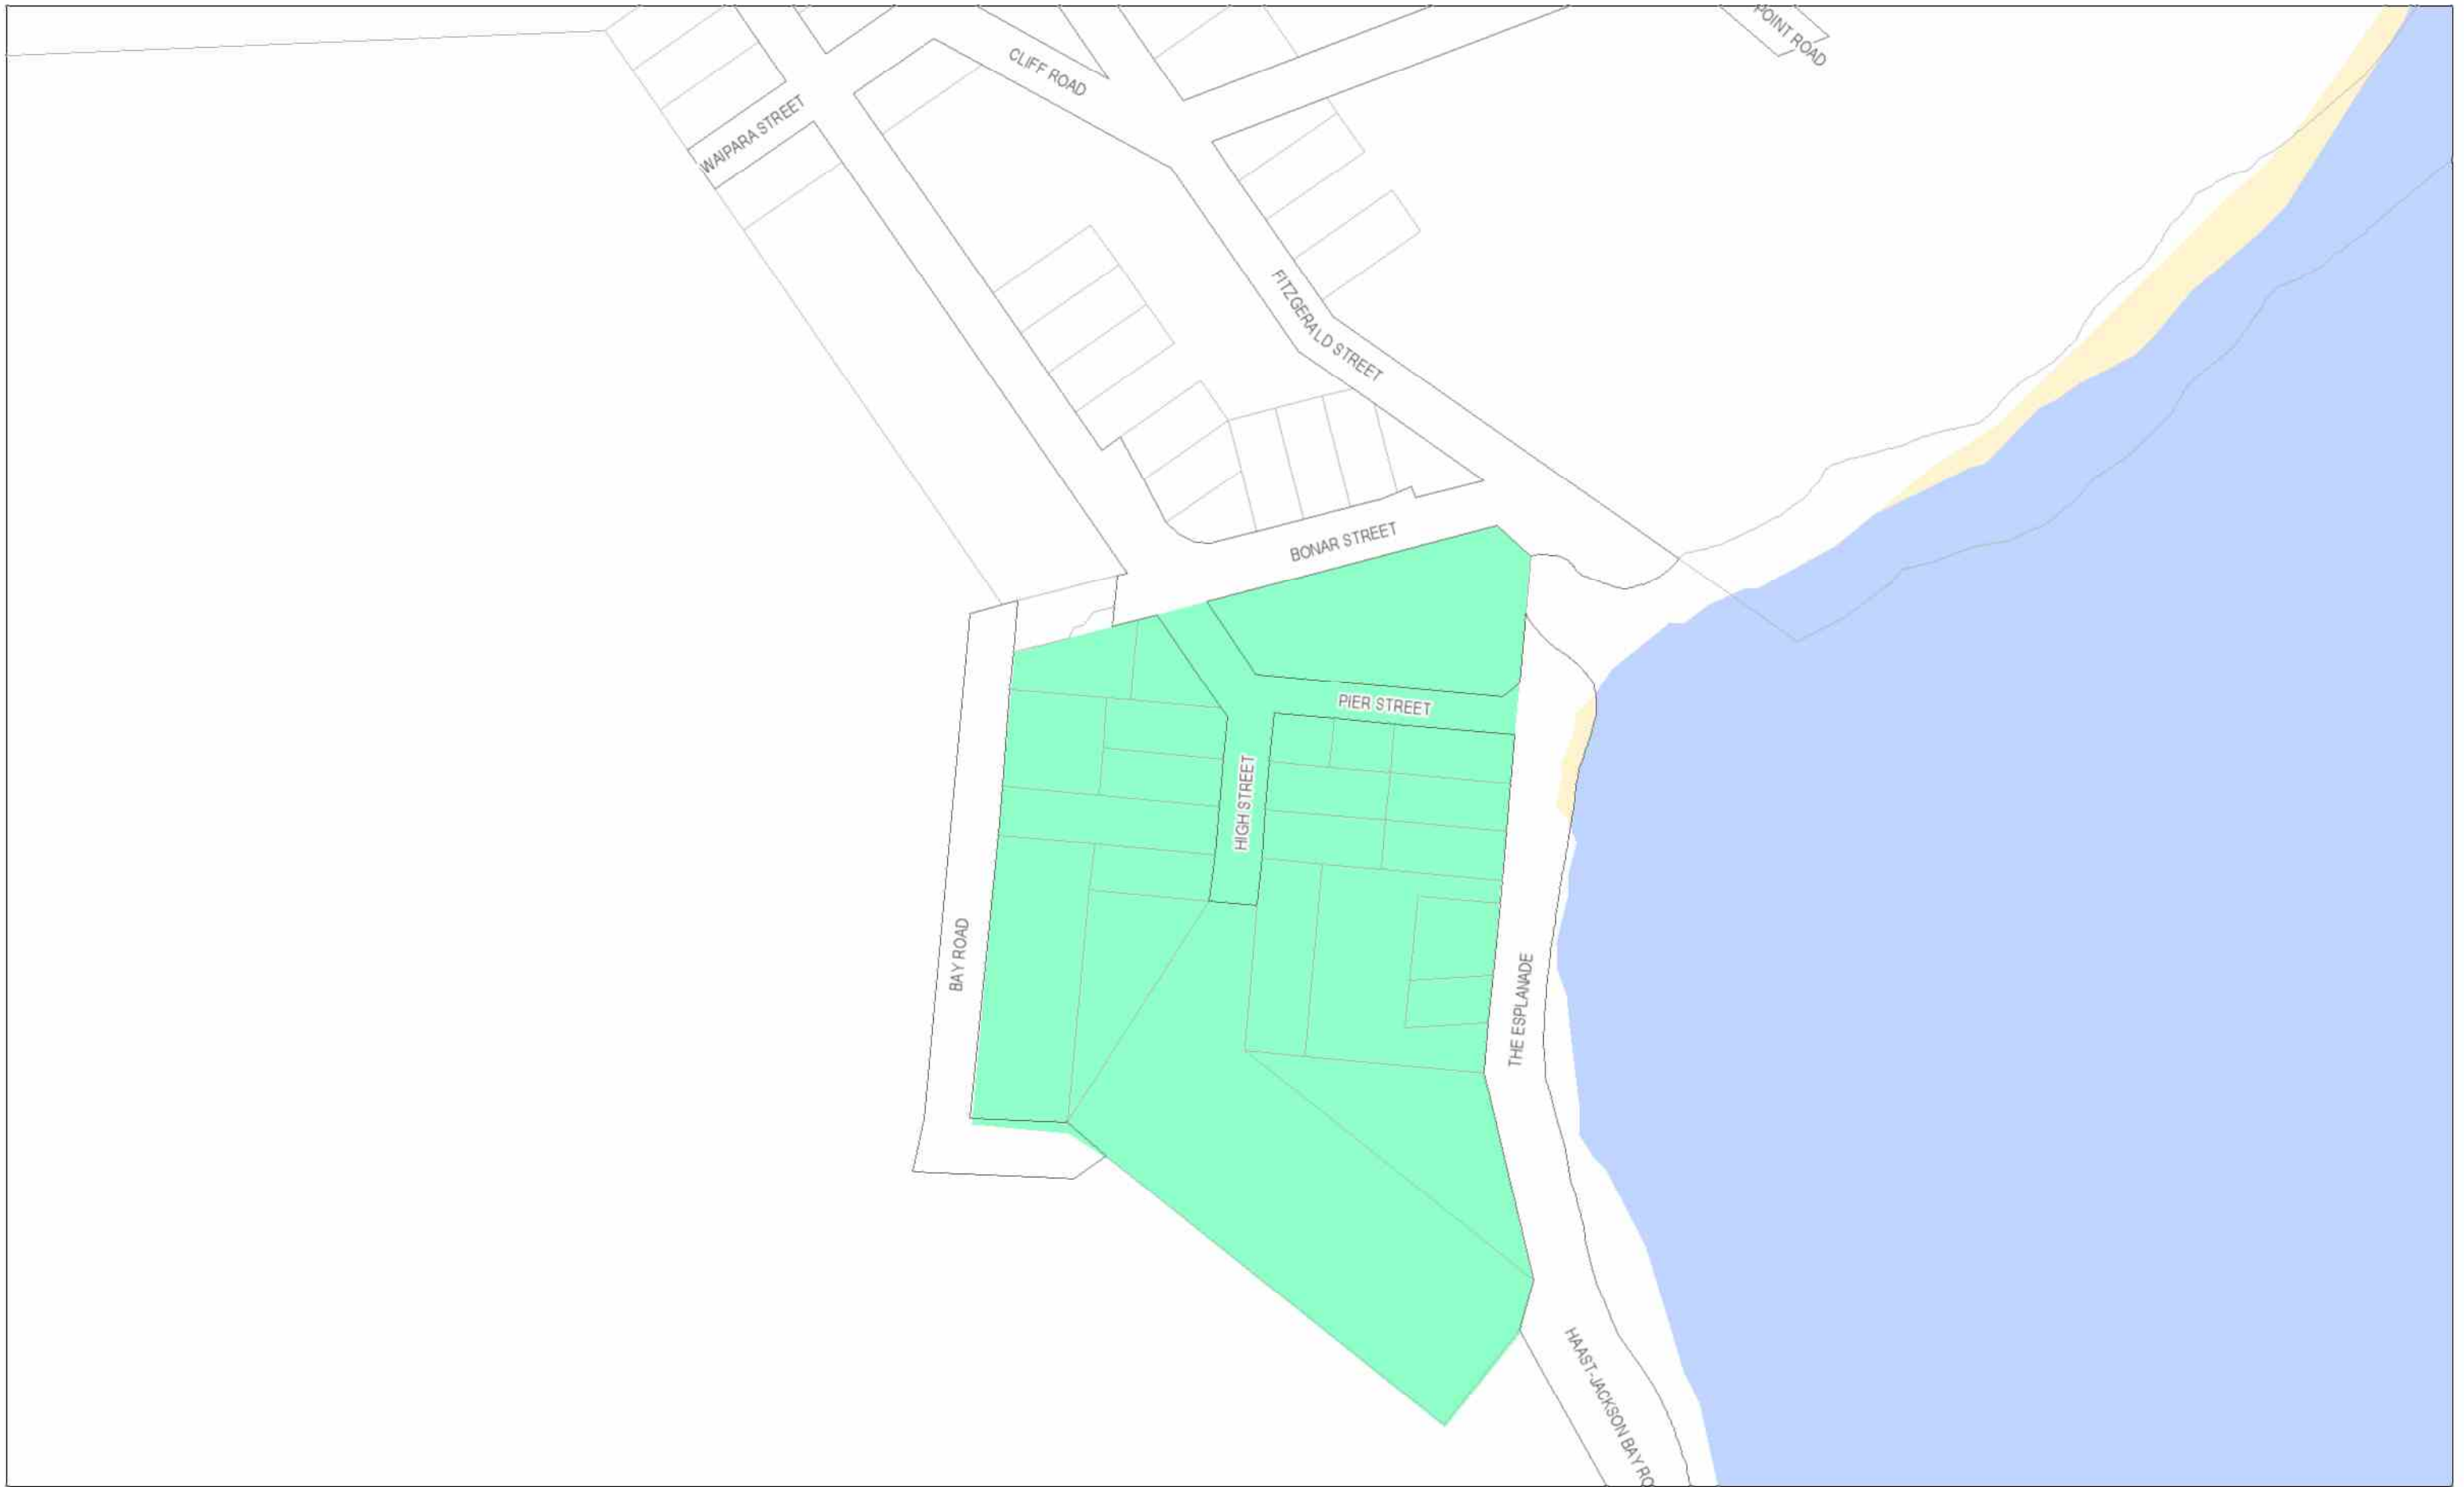 POINT ROAD
CLIFF ROAD
WAIPARA STREET
FITZGERALD STREET
BONAR STREET
PIER STREET
HIGH STREET
BAY ROAD
THE ESPLANADE
HAAST-JACKSON BAY RO